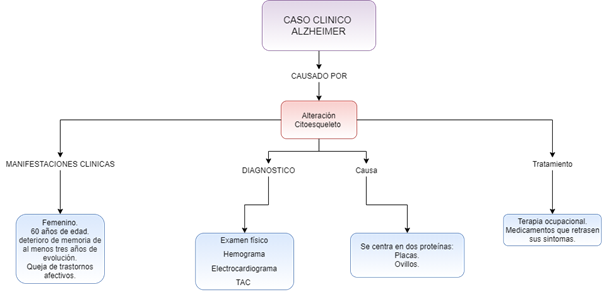 CASO CLINICO
ALZHEIMER
CAUSADO POR
Alteración
Citoesqueleto
MANIFESTACIONES CLINICAS
DIAGNOSTICO
Causa
Tratamiento
Femenino.
60 años de edad.
deterioro de memoria de
al menos tres años de
evolución.
Queja de trastornos
afectivos.
Examen físico
Hemograma
Electrocardiograma
TAC
Se centra en dos proteínas:
Placas.
Ovillos.
Terapia ocupacional.
Medicamentos que retrasen
sus sintomas.